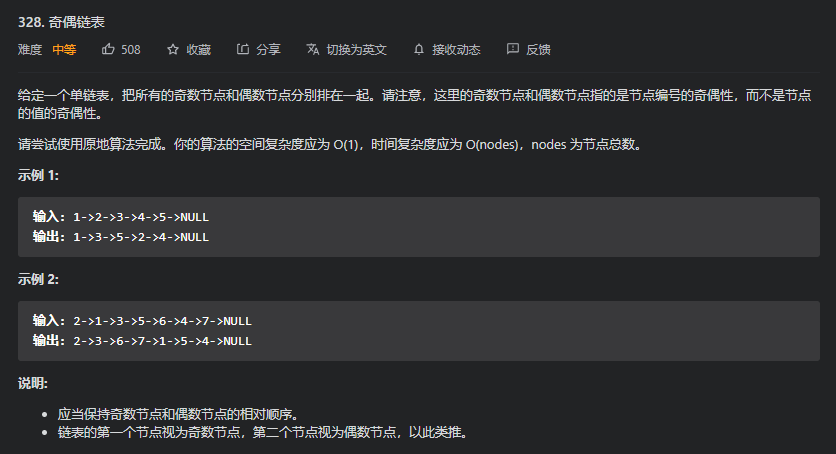 328. 奇偶链表
难度 中等 508 收藏 分享 切换为英文 接收动态 反馈
给定一个单链表，把所有的奇数节点和偶数节点分别排在一起。请注意，这里的奇数节点和偶数节点指的是节点编号的奇偶性，而不是节点
的值的奇偶性。
请尝试使用原地算法完成。你的算法的空间复杂度应为 O(1)，时间复杂度应为 O(nodes)，nodes 为节点总数。
示例 1:
输入: 1->2->3->4->5->NULL
输出: 1->3->5->2->4->NULL
示例 2:
输入: 2->1->3->5->6->4->7->NULL
输出: 2->3->6->7->1->5->4->NULL
说明:
• 应当保持奇数节点和偶数节点的相对顺序。
• 链表的第一个节点视为奇数节点，第二个节点视为偶数节点，以此类推。